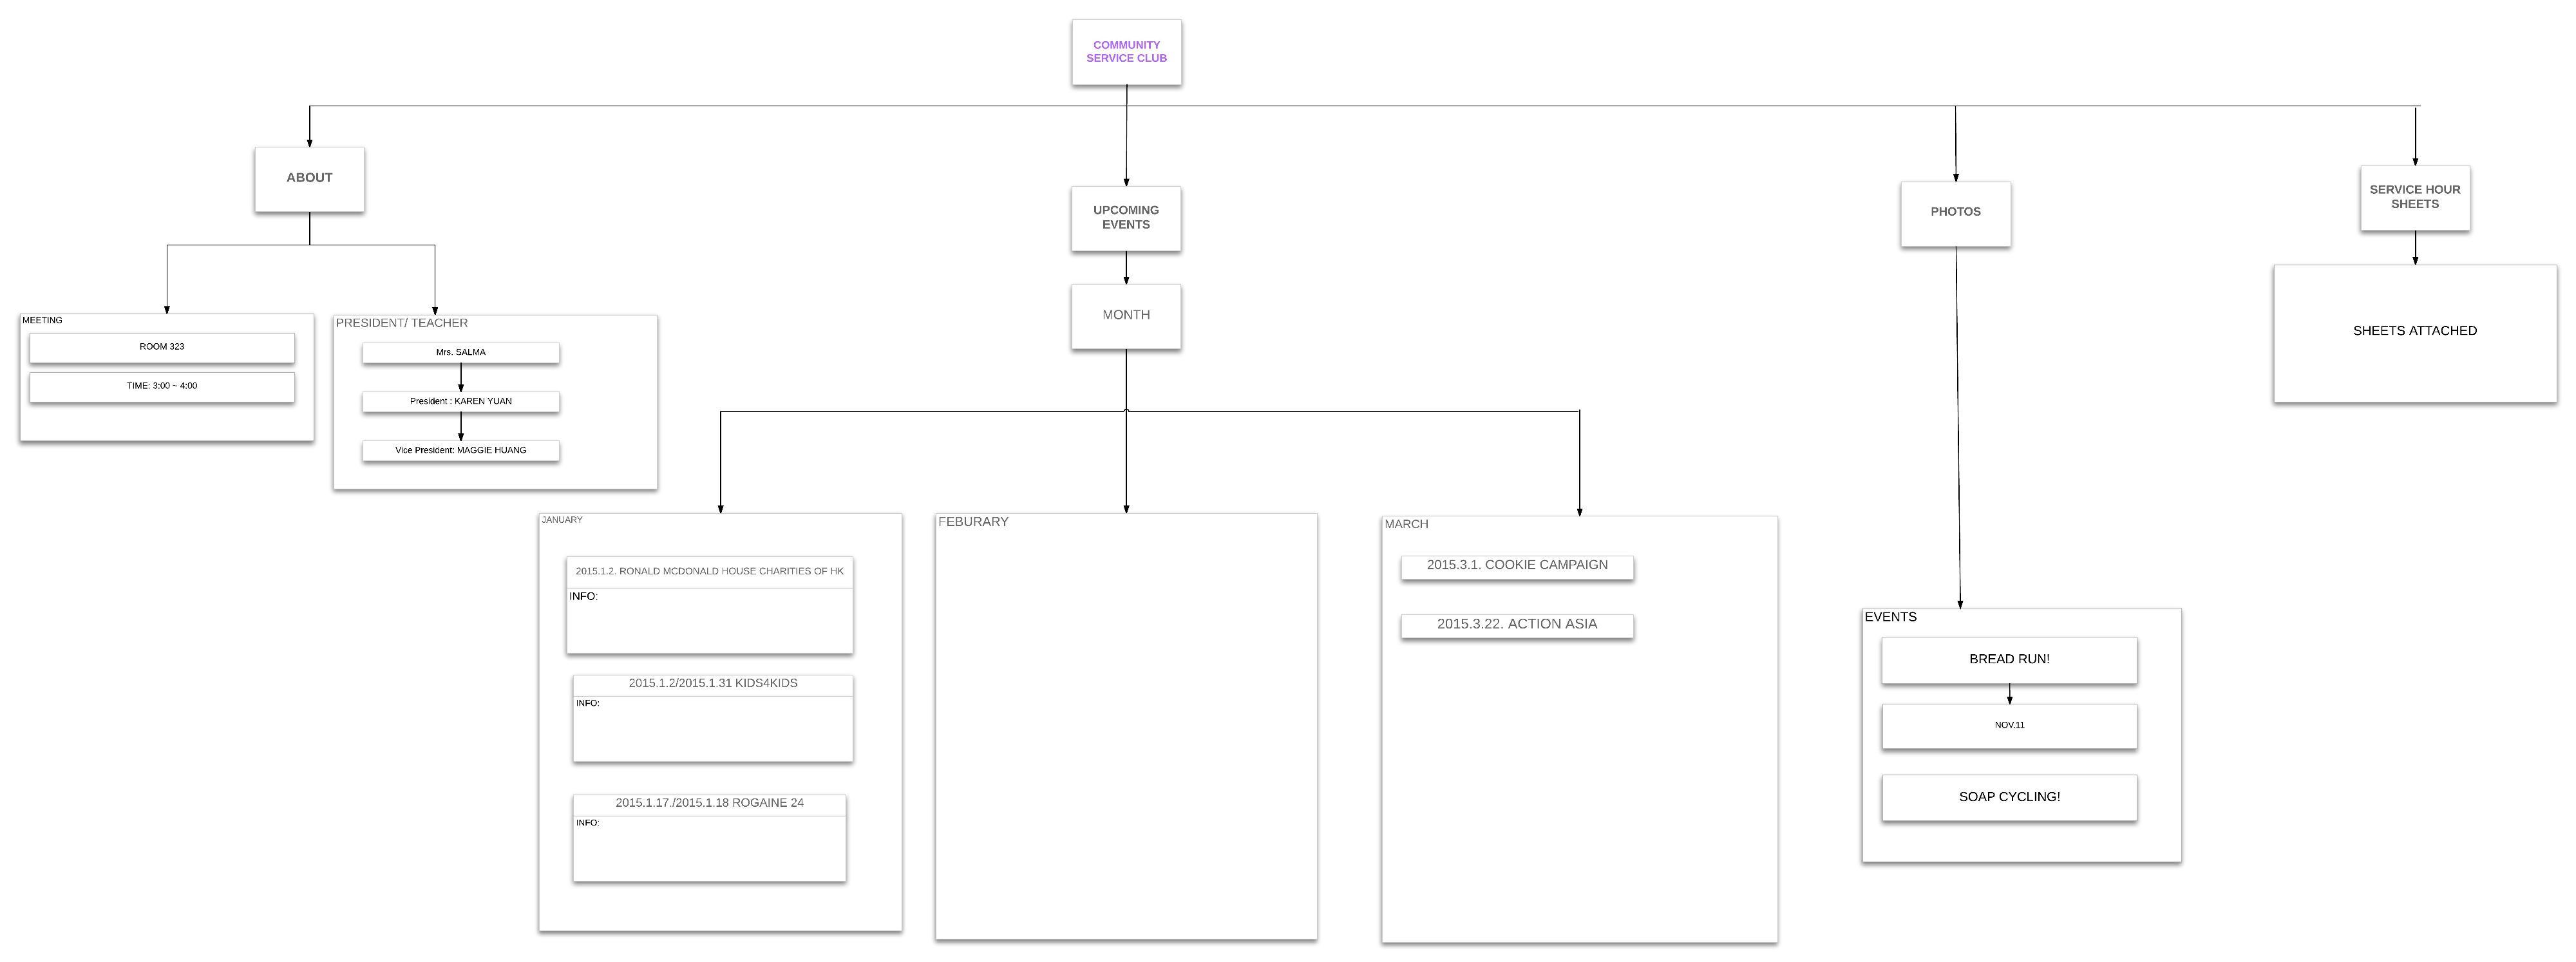 COMMUNITY
SERVICE CLUB
ABOUT
UPCOMING
EVENTS
PHOTOS
SERVICE HOUR
SHEETS
MONTH
SHEETS ATTACHED
MEETING
ROOM 323
TIME: 3:00 ~ 4:00
PRESIDENT/ TEACHER
Mrs. SALMA
President : KAREN YUAN
Vice President: MAGGIE HUANG
JANUARY
2015.1.2. RONALD MCDONALD HOUSE CHARITIES OF HK
INFO:
2015.1.2/2015.1.31 KIDS4KIDS
INFO:
2015.1.17./2015.1.18 ROGAINE 24
INFO:
FEBURARY
MARCH
2015.3.1. COOKIE CAMPAIGN
2015.3.22. ACTION ASIA
EVENTS
BREAD RUN!
NOV.11
SOAP CYCLING!